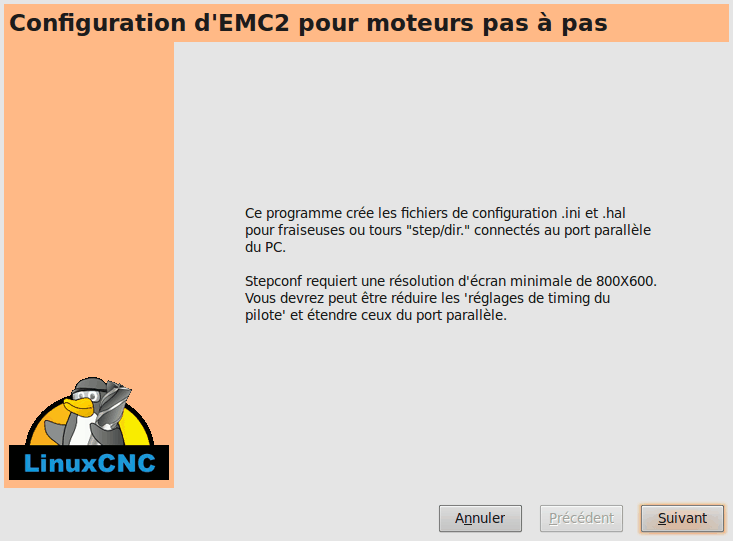 Configuration d'EMC2 pour moteurs pas à pas
Ce programme crée les fichiers de configuration .ini et .hal
pour fraiseuses ou tours "step/dir." connectés au port parallèle
du PC.
Stepconf requiert une résolution d'écran minimale de 800X600.
Vous devrez peut être réduire les 'réglages de timing du
pilote' et étendre ceux du port parallèle.
LinuxCNC
Annuler
Précédent
Suivant